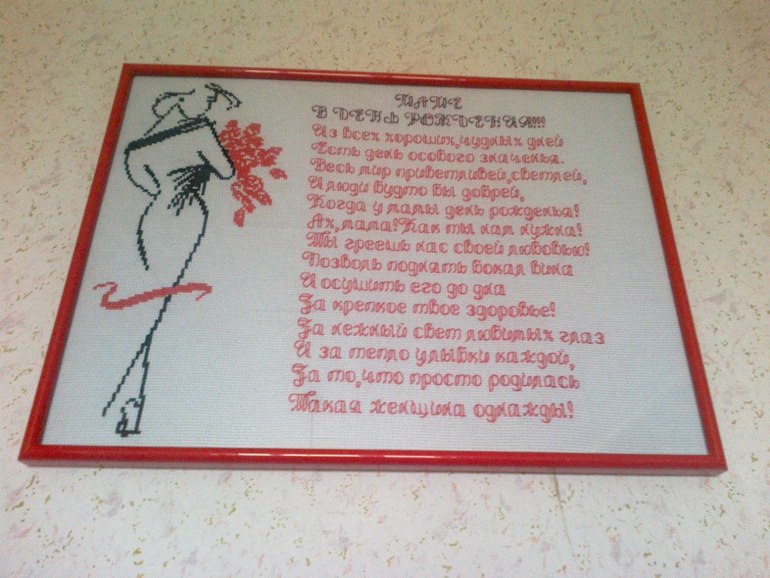 МАМЕ
В ДЕНЬ РОЖДЕНИЯ!!!
Из всех хороших,чудных дней
Есть день особого значенья.
Весь мир приветливей,светлей,
И люди будто бы добрей,
Когда у мамы день рожденья!
Ах,мама!Как ты нам нужна!
Ты греешь нас своей любовью!
Позволь поднять бокал вина
И осушить его до дна
За крепкое твое здоровье!
За нежный свет любимых глаз
И за тепло улыбки каждой,
За то,что просто родилась
Такая женщина однажды!